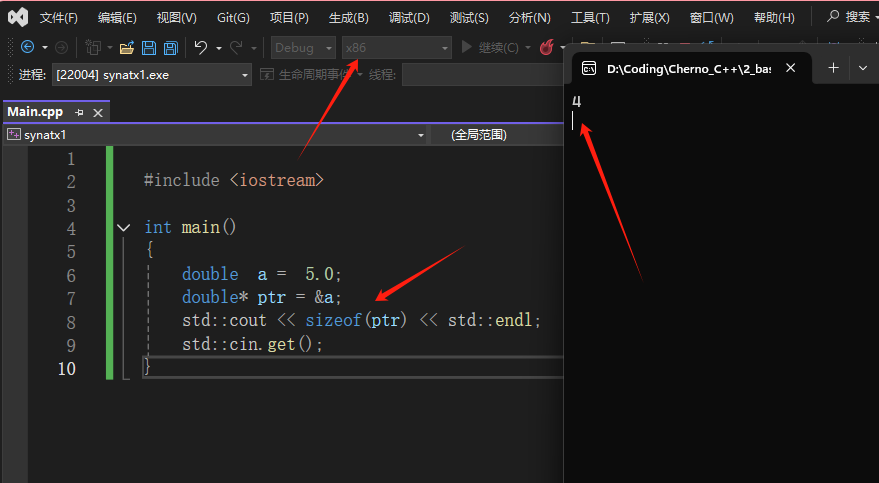 文件(F) 编辑(E) 视图(V) Git(G) 项目(P) 生成(B) 调试(D) 测试(S) 分析(N) 工具(T) 扩展(X) 窗口(W) 帮助(H) 搜索
Debug x86 继续(C)
进程: [22004] synatx1.exe 生命周期事件 线程:
D:\Coding\Cherno_C++\2_bas
Main.cpp
synatx1 (全局范围)
4
1
2 #include <iostream>
3
4 int main()
5 {
6 double a = 5.0;
7 double* ptr = &a;
8 std::cout << sizeof(ptr) << std::endl;
9 std::cin.get();
10 }